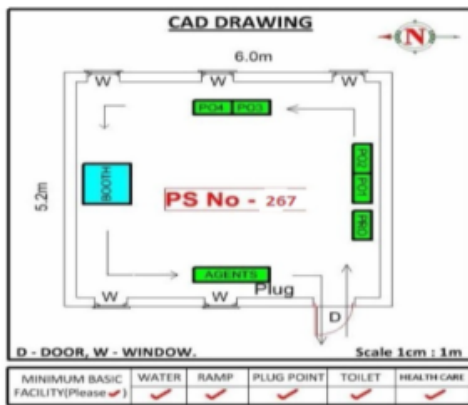 CAD DRAWING
N
6.0m
W W W
PO4 PO3
5.2m
BOOTH
PO2
PO1
PS No - 267
PRO
AGENTS
Plug
W W
D
D - DOOR, W - WINDOW. Scale 1cm : 1m
MINIMUM BASIC FACILITY(Please ✓) WATER RAMP PLUG POINT TOILET HEALTH CARE
✓ ✓ ✓ ✓ ✓